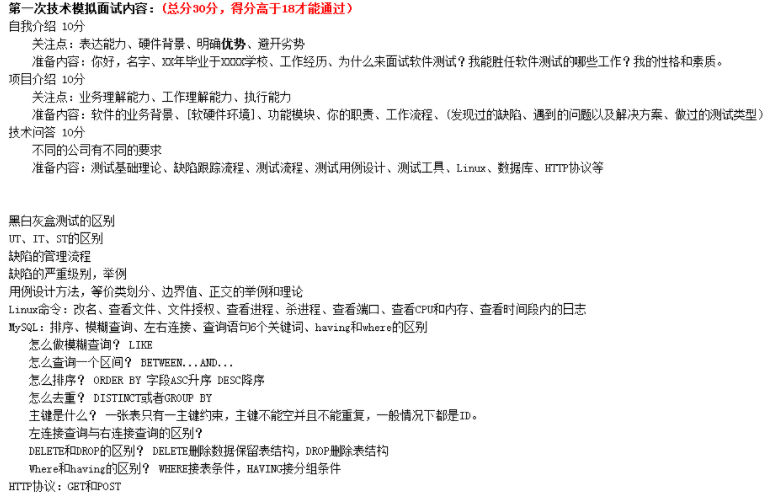 第一次技术模拟面试内容：(总分30分，得分高于18才能通过)
自我介绍 10分
关注点：表达能力、硬件背景、明确优势、避开劣势
准备内容：你好，名字、XX年毕业于XXXX学校、工作经历、为什么来面试软件测试？我能胜任软件测试的哪些工作？我的性格和素质。
项目介绍 10分
关注点：业务理解能力、工作理解能力、执行能力
准备内容：软件的业务背景、[软硬件环境]、功能模块、你的职责、工作流程、(发现过的缺陷、遇到的问题以及解决方案、做过的测试类型)
技术问答 10分
不同的公司有不同的要求
准备内容：测试基础理论、缺陷跟踪流程、测试流程、测试用例设计、测试工具、Linux、数据库、HTTP协议等
黑白灰盒测试的区别
UT、IT、ST的区别
缺陷的管理流程
缺陷的严重级别，举例
用例设计方法，等价类划分、边界值、正交的举例和理论
Linux命令：改名、查看文件、文件授权、查看进程、杀进程、查看端口、查看CPU和内存、查看时间段内的日志
MySQL：排序、模糊查询、左右连接、查询语句6个关键词、having和where的区别
怎么做模糊查询？ LIKE
怎么查询一个区间？ BETWEEN...AND...
怎么排序？ ORDER BY 字段ASC升序 DESC降序
怎么去重？ DISTINCT或者GROUP BY
主键是什么？ 一张表只有一主键约束，主键不能空并且不能重复，一般情况下都是ID。
左连接查询与右连接查询的区别？
DELETE和DROP的区别？ DELETE删除数据保留表结构，DROP删除表结构
Where和having的区别？ WHERE接表条件，HAVING接分组条件
HTTP协议：GET和POST